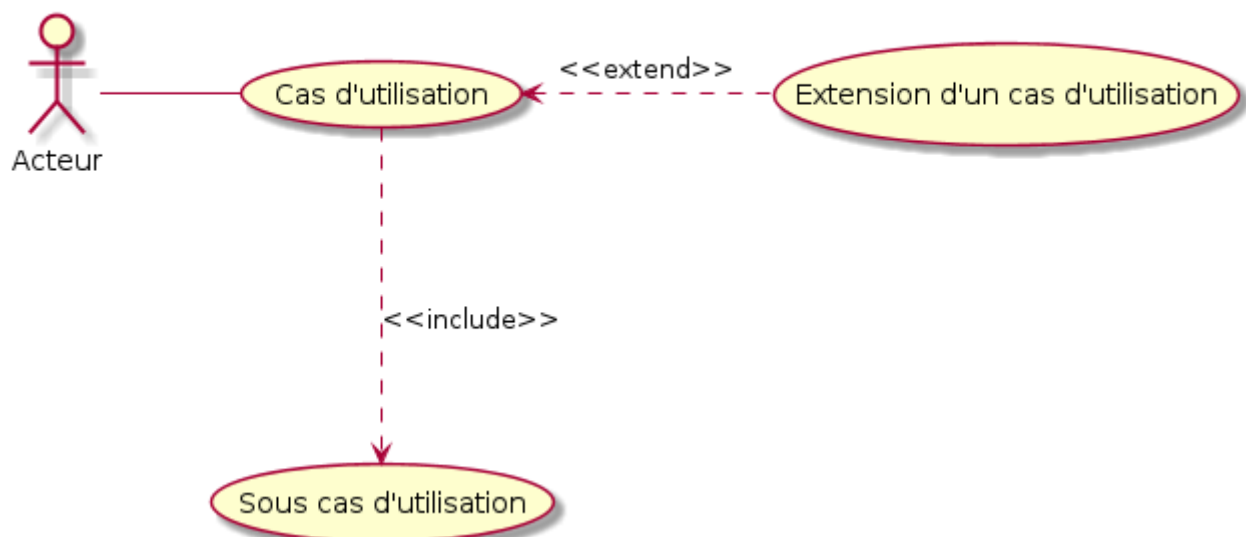 <<extend>>
Cas d'utilisation
Extension d'un cas d'utilisation
Acteur
<<include>>
Sous cas d'utilisation